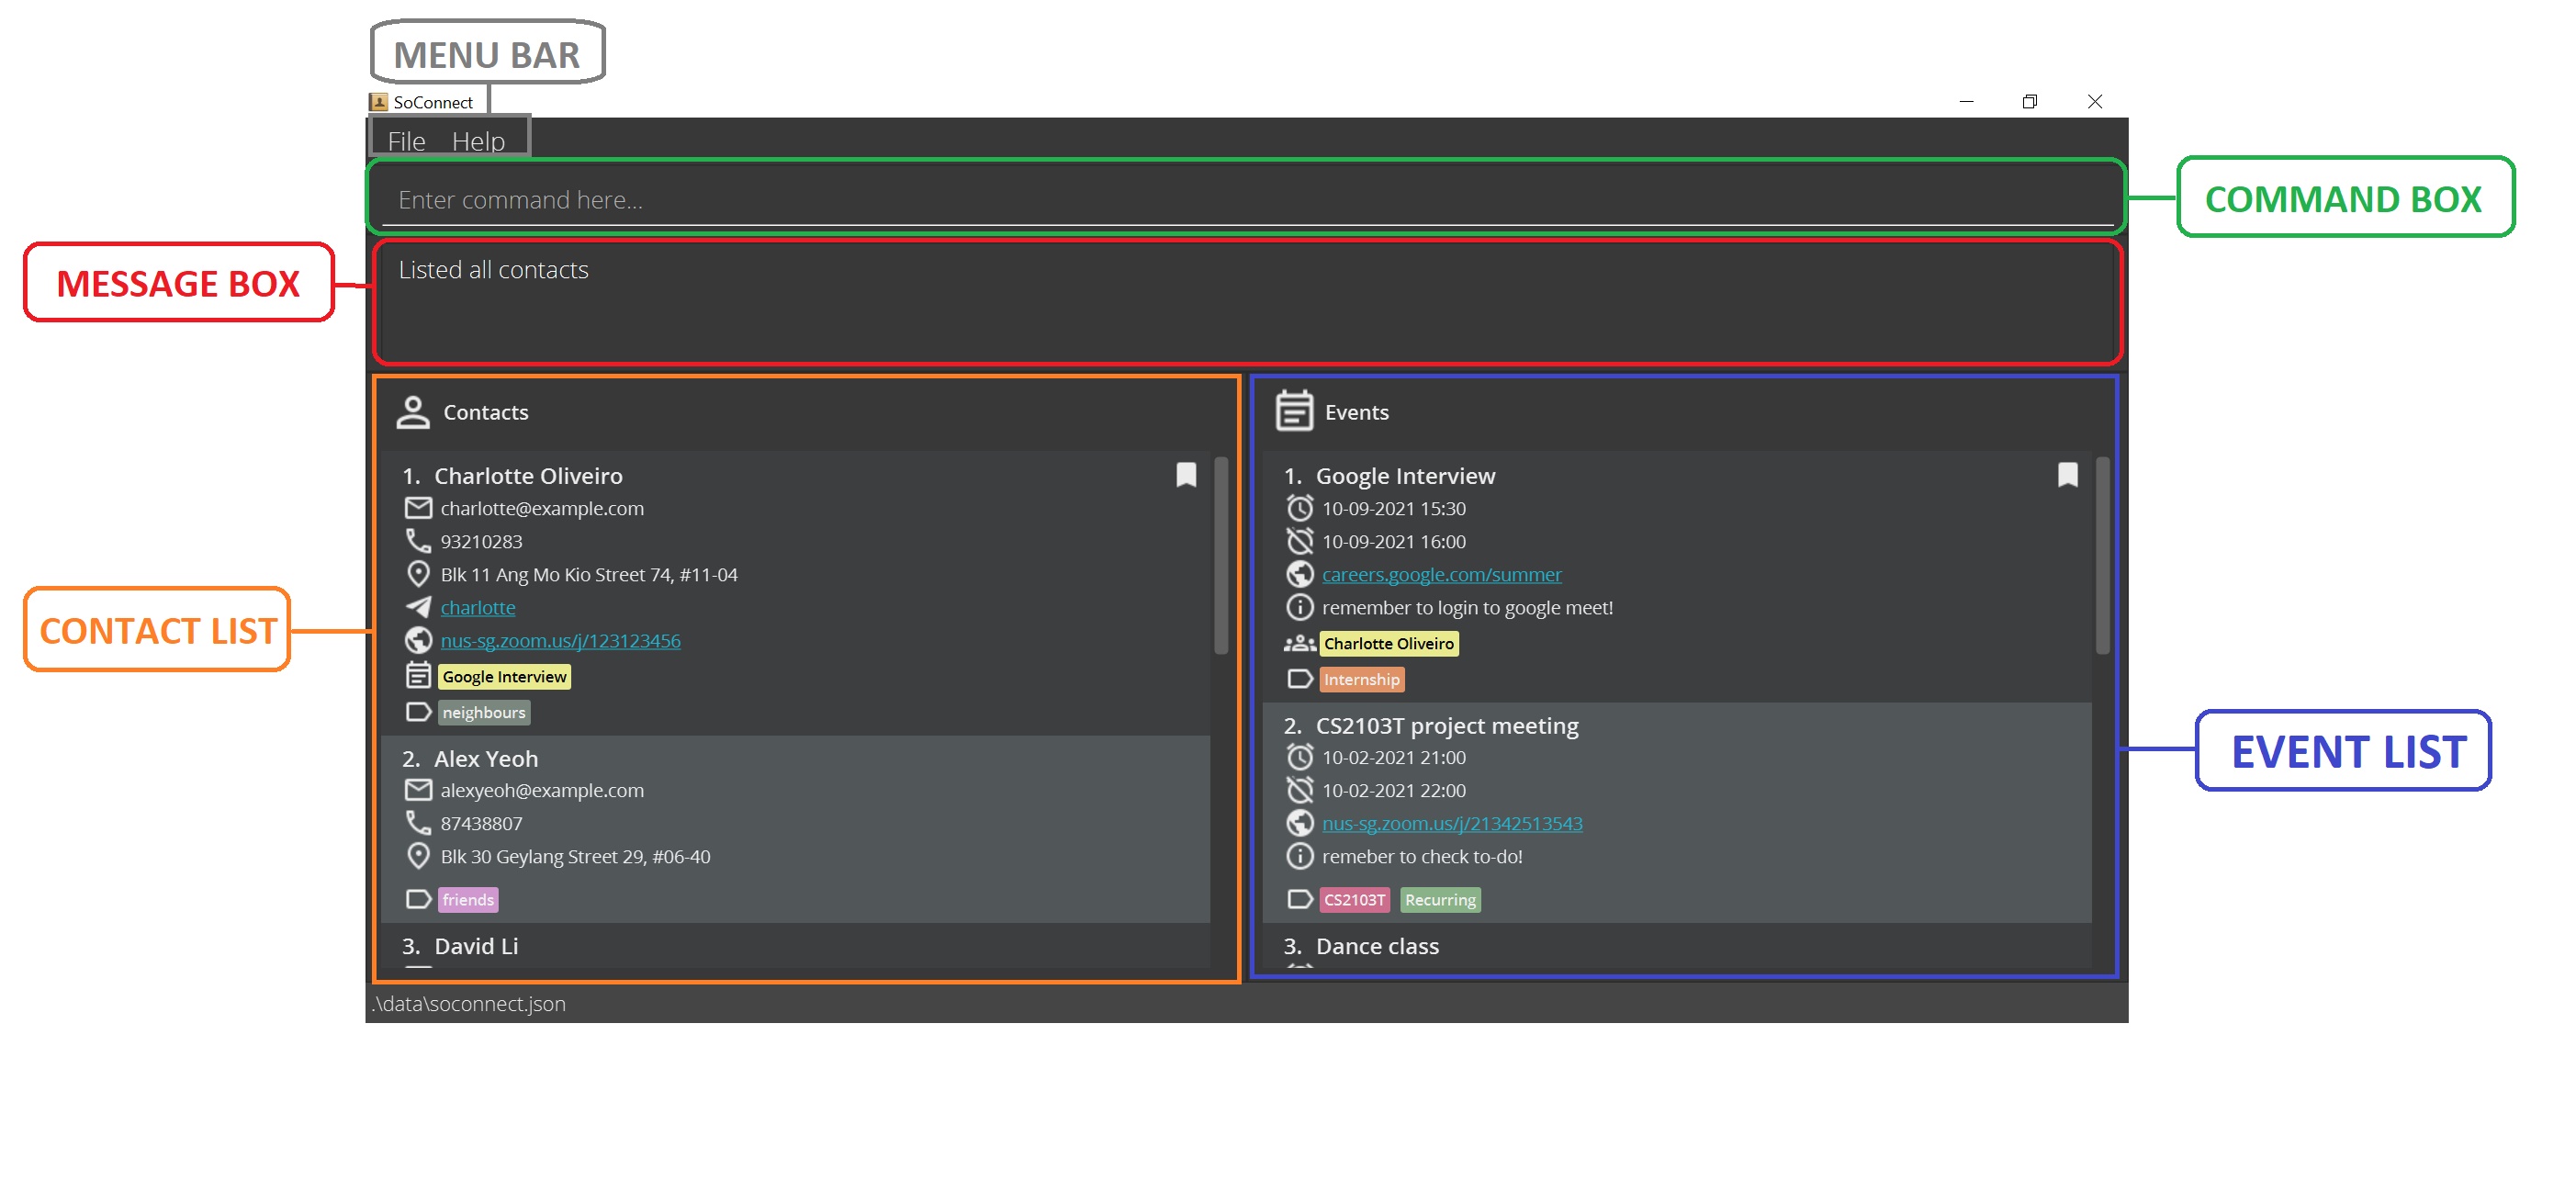 MENU BAR
SoConnect
File Help
Enter command here...
COMMAND BOX
MESSAGE BOX
Listed all contacts
CONTACT LIST
Contacts
1. Charlotte Oliveiro
charlotte@example.com
93210283
Blk 11 Ang Mo Kio Street 74, #11-04
charlotte
nus-sg.zoom.us/j/123123456
Google Interview
neighbours
2. Alex Yeoh
alexyeoh@example.com
87438807
Blk 30 Geylang Street 29, #06-40
friends
3. David Li
Events
1. Google Interview
10-09-2021 15:30
10-09-2021 16:00
careers.google.com/summer
remember to login to google meet!
Charlotte Oliveiro
Internship
2. CS2103T project meeting
10-02-2021 21:00
10-02-2021 22:00
nus-sg.zoom.us/j/21342513543
remeber to check to-do!
CS2103T Recurring
3. Dance class
EVENT LIST
.\data\soconnect.json